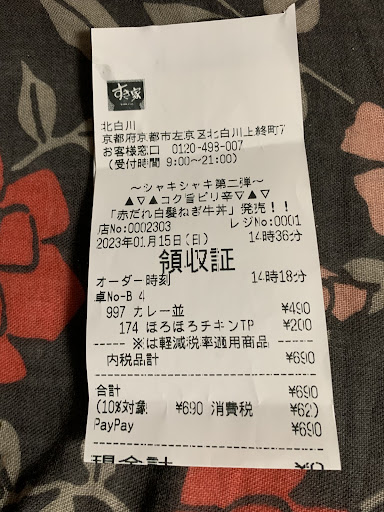 すき家
北白川
京都府京都市左京区北白川上終町7
お客様窓口 0120-498-007
(受付時間 9:00~21:00)
~シャキシャキ第二弾~
▲▽▲コク旨ピリ辛▽▲▽
「赤だれ白髪ねぎ牛丼」発売!!
店No:0002303 レジNo:0001
2023年01月15日(日) 14時36分
領収証
オーダー時刻 14時18分
卓No-B 4
997 カレー並 ¥490
174 ほろほろチキンTP ¥200
----- ※は軽減税率適用商品 -----
内税品計 ¥690
合計 ¥690
(10%対象 ¥690 消費税 ¥62)
PayPay ¥690